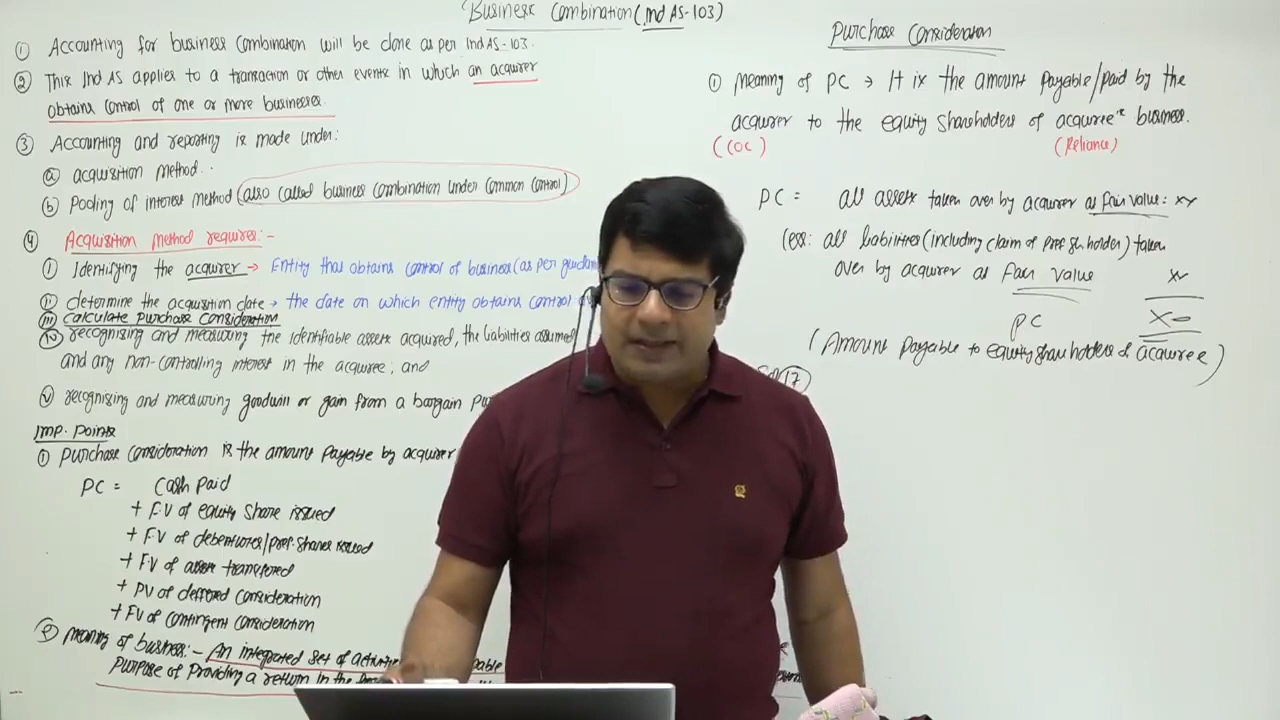 Business Combination (Ind AS-103)
① Accounting for business combination will be done as per Ind AS-103.
② This Ind AS applies to a transaction or other events in which an acquirer
obtains control of one or more businesses.
③ Accounting and reporting is made under:
ⓐ acquisition method..
ⓑ Pooling of interest method (also called business combination under common control)
④ Acquisition method requires:-
ⓘ Identifying the acquirer → Entity that obtains control of business (as per guidan
ⓘⓘ determine the acquisition date → the date on which entity obtains control
ⓘⓘⓘ calculate purchase consideration
ⓘⓥ recognising and measuring the identifiable assets acquired, the liabilities assumed
and any non-controlling interest in the acquiree, and
ⓥ recognising and measuring goodwill or gain from a bargain pu
Imp. Points
① Purchase consideration is the amount payable by acquirer
PC = Cash Paid
+ F.V of equity share issued
+ F.V of debentures/pref. shares issued
+ F.V of assets transferred
+ PV of deffered consideration
+ FV of contingent consideration
② Meaning of business:- An integrated set of activi
purpose of providing a return in the
Purchase Consideration
① meaning of PC → It is the amount payable/paid by the
acquirer to the equity shareholders of acquiree's business.
(COC) (Reliance)
PC = all assets taken over by acquirer at fair value: xx
Less: all liabilities (including claim of pref. sh. holder) taken
over by acquirer at fair value xx
PC
(Amount payable to equity shareholders of acquiree)